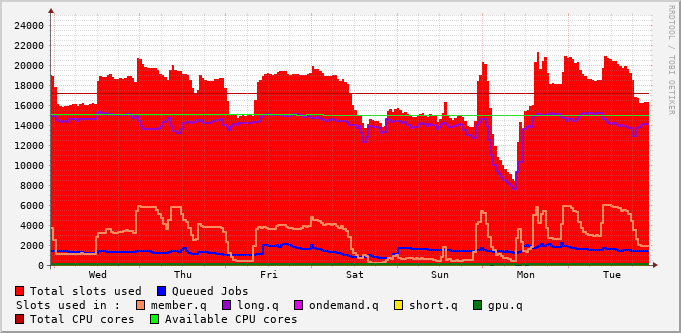 24000
22000
20000
18000
16000
14000
12000
10000
8000
6000
4000
2000
0
Wed Thu Fri Sat Sun Mon Tue
RRDTOOL / TOBI OETIKER
Total slots used Queued Jobs
Slots used in : member.q long.q ondemand.q short.q gpu.q
Total CPU cores Available CPU cores